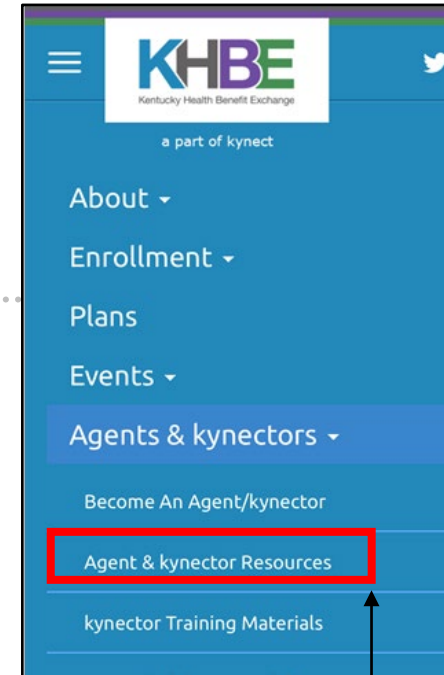 KHBE
Kentucky Health Benefit Exchange
a part of kynect
About
Enrollment
Plans
Events
Agents & kynectors
Become An Agent/kynector
Agent & kynector Resources
kynector Training Materials